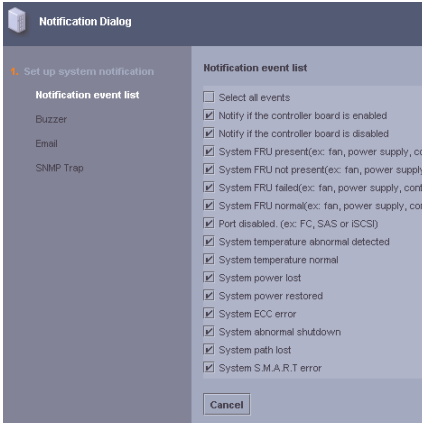 Notification Dialog
1. Set up system notification
Notification event list
Buzzer
Email
SNMP Trap
Notification event list
Select all events
Notify if the controller board is enabled
Notify if the controller board is disabled
System FRU present(ex: fan, power supply, co
System FRU not present(ex: fan, power supply
System FRU failed(ex: fan, power supply, cont
System FRU normal(ex: fan, power supply, con
Port disabled. (ex: FC, SAS or iSCSI)
System temperature abnormal detected
System temperature normal
System power lost
System power restored
System ECC error
System abnormal shutdown
System path lost
System S.M.A.R.T error
Cancel